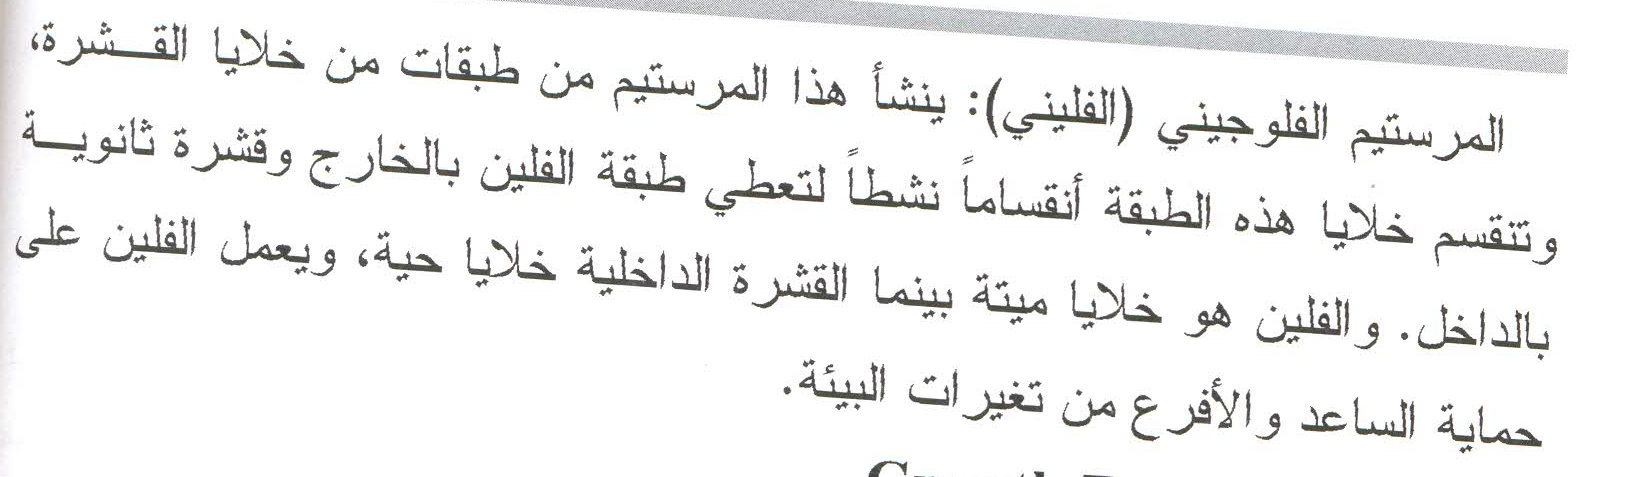 المرستيم الفلوجيني (الفليني): ينشأ هذا المرستيم من طبقات من خلايا القشرة،
وتنقسم خلايا هذه الطبقة أنقساماً نشطاً لتعطي طبقة الفلين بالخارج وقشرة ثانوية
بالداخل. والفلين هو خلايا ميتة بينما القشرة الداخلية خلايا حية، ويعمل الفلين على
حماية الساعد والأفرع من تغيرات البيئة.